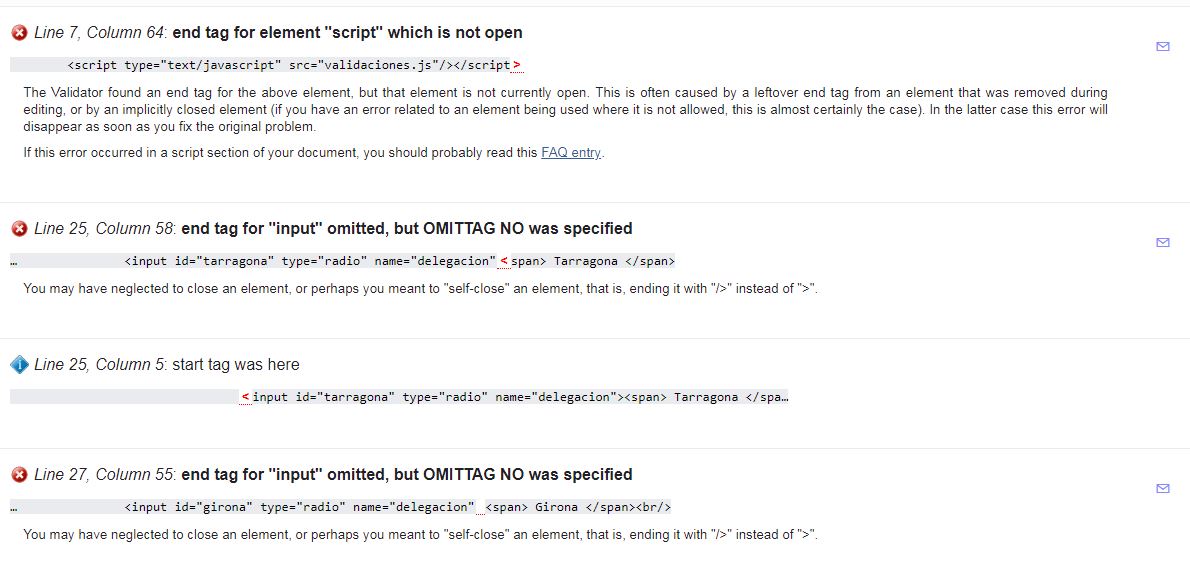 Line 7, Column 64: end tag for element "script" which is not open
<script type="text/javascript" src="validaciones.js"/></script>
The Validator found an end tag for the above element, but that element is not currently open. This is often caused by a leftover end tag from an element that was removed during
editing, or by an implicitly closed element (if you have an error related to an element being used where it is not allowed, this is almost certainly the case). In the latter case this error will
disappear as soon as you fix the original problem.
If this error occurred in a script section of your document, you should probably read this FAQ entry.
Line 25, Column 58: end tag for "input" omitted, but OMITTAG NO was specified
… <input id="tarragona" type="radio" name="delegacion" <span> Tarragona </span>
You may have neglected to close an element, or perhaps you meant to "self-close" an element, that is, ending it with "/>" instead of ">".
Line 25, Column 5: start tag was here
<input id="tarragona" type="radio" name="delegacion"><span> Tarragona </spa…
Line 27, Column 55: end tag for "input" omitted, but OMITTAG NO was specified
… <input id="girona" type="radio" name="delegacion" <span> Girona </span><br/>
You may have neglected to close an element, or perhaps you meant to "self-close" an element, that is, ending it with "/>" instead of ">".